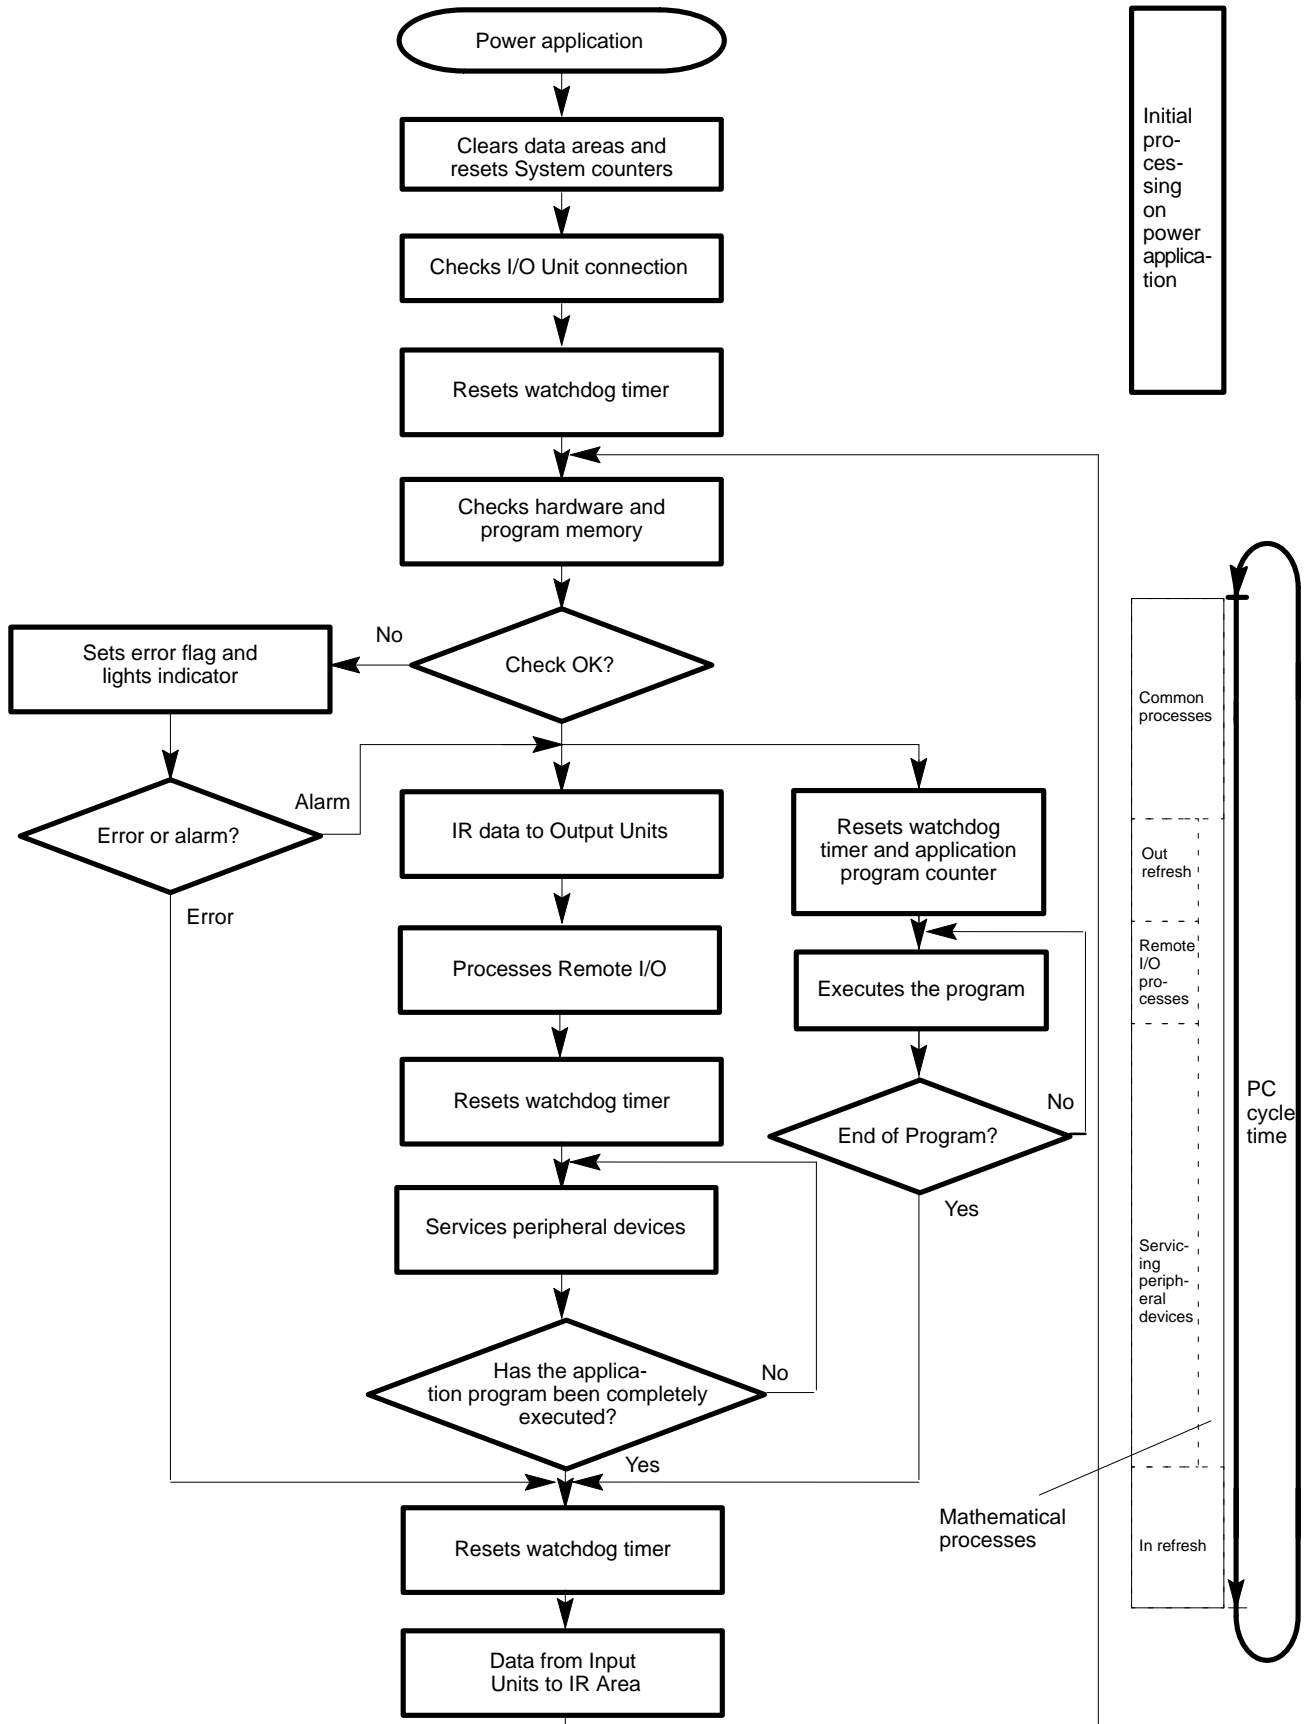 Power application
Clears data areas and
resets System counters
Checks I/O Unit connection
Resets watchdog timer
Initial
pro-
ces-
sing
on
power
applica-
tion
Checks hardware and
program memory
No
Check OK?
Sets error flag and
lights indicator
Alarm
Error or alarm?
Error
IR data to Output Units
Processes Remote I/O
Resets watchdog timer
Services peripheral devices
Has the applica-
tion program been completely
executed?
No
Yes
Resets watchdog
timer and application
program counter
Executes the program
No
End of Program?
Yes
Resets watchdog timer
Data from Input
Units to IR Area
Common
processes
Out
refresh
Remote
I/O
pro-
cesses
Servic-
ing
periph-
eral
devices
In refresh
Mathematical
processes
PC
cycle
time